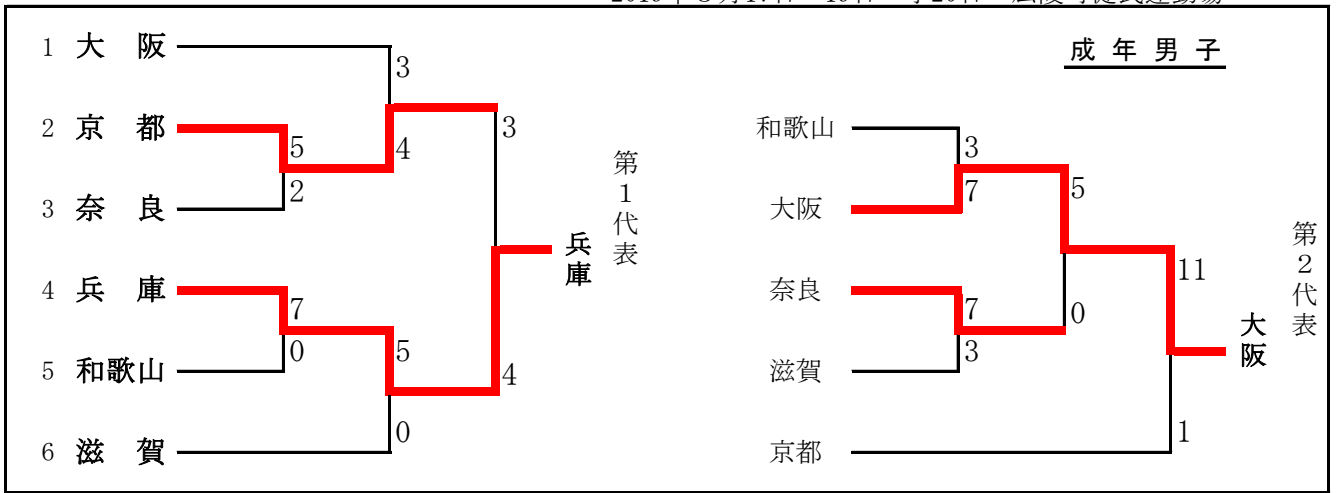 成年男子
1 大阪
3
2 京都
5
4
3
3 奈良
2
第1代表
兵庫
4 兵庫
7
5 和歌山
0
5
4
6 滋賀
0
和歌山
3
大阪
7
5
奈良
7
0
滋賀
3
11
京都
1
第2代表
大阪